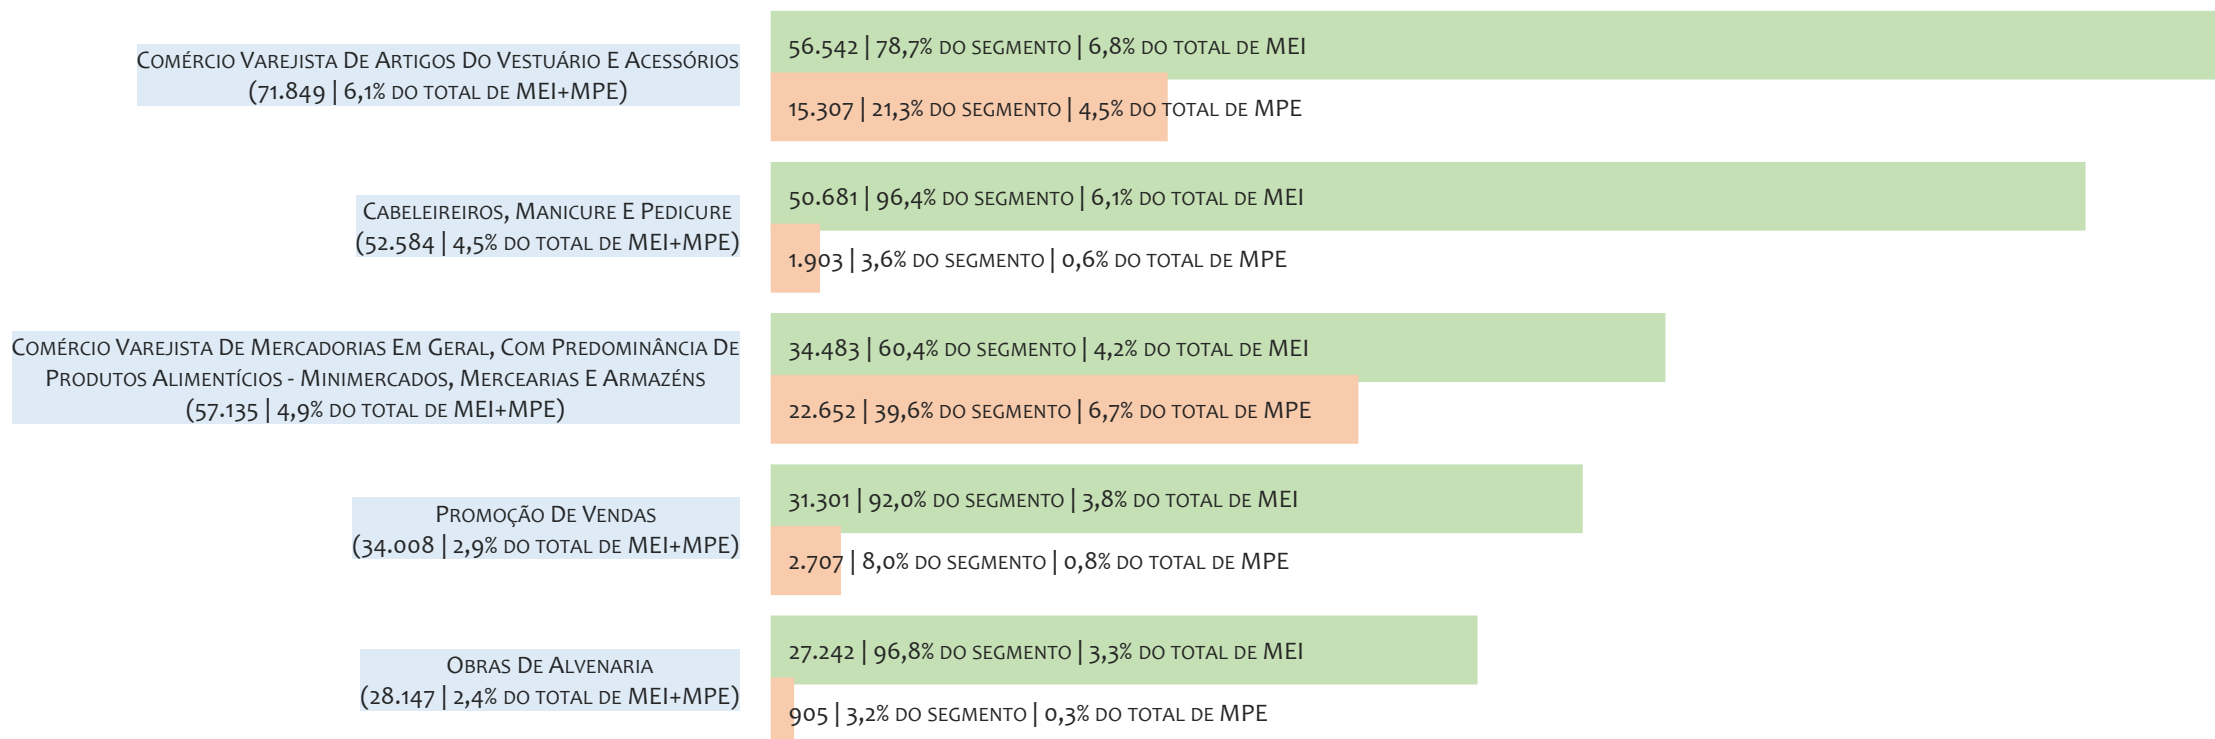 Comércio Varejista De Artigos Do Vestuário E Acessórios
(71.849 | 6,1% do total de MEI+MPE)
56.542 | 78,7% do segmento | 6,8% do total de MEI
15.307 | 21,3% do segmento | 4,5% do total de MPE
Cabeleireiros, Manicure E Pedicure
(52.584 | 4,5% do total de MEI+MPE)
50.681 | 96,4% do segmento | 6,1% do total de MEI
1.903 | 3,6% do segmento | 0,6% do total de MPE
Comércio Varejista De Mercadorias Em Geral, Com Predominância De
Produtos Alimentícios - Minimercados, Mercearias E Armazéns
(57.135 | 4,9% do total de MEI+MPE)
34.483 | 60,4% do segmento | 4,2% do total de MEI
22.652 | 39,6% do segmento | 6,7% do total de MPE
Promoção De Vendas
(34.008 | 2,9% do total de MEI+MPE)
31.301 | 92,0% do segmento | 3,8% do total de MEI
2.707 | 8,0% do segmento | 0,8% do total de MPE
Obras De Alvenaria
(28.147 | 2,4% do total de MEI+MPE)
27.242 | 96,8% do segmento | 3,3% do total de MEI
905 | 3,2% do segmento | 0,3% do total de MPE